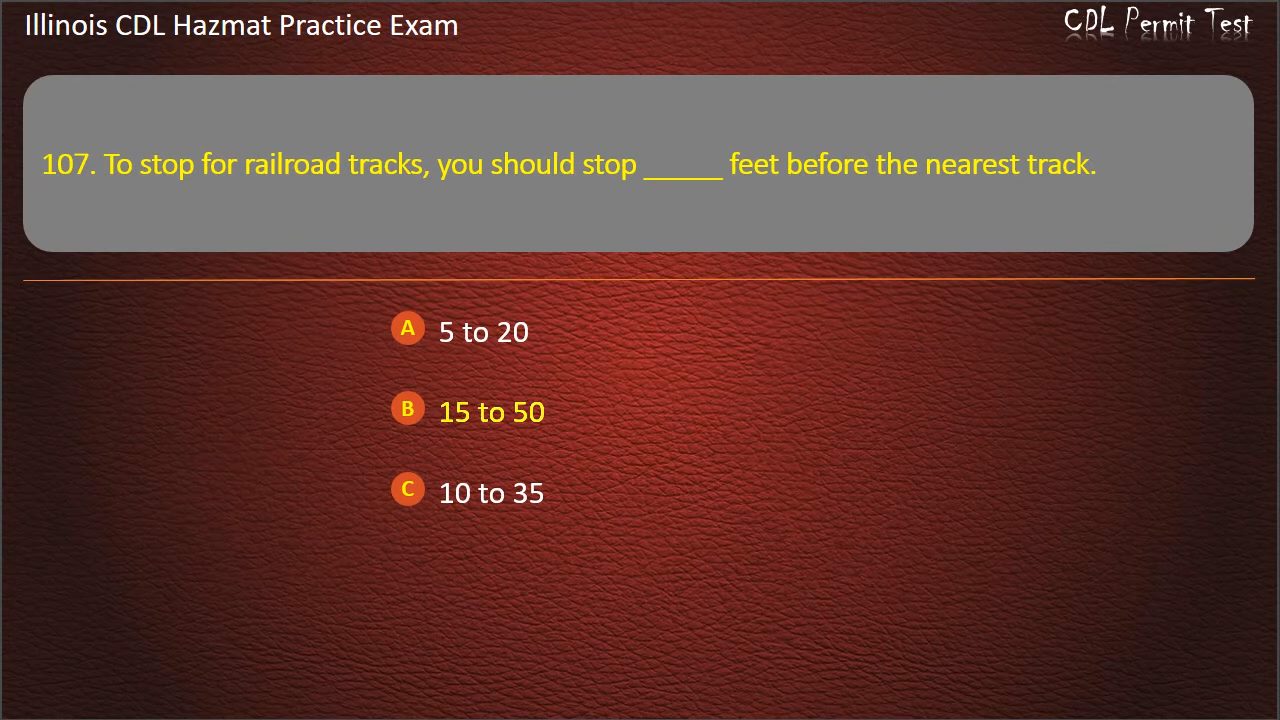 Illinois CDL Hazmat Practice Exam
CDL Permit Test
107. To stop for railroad tracks, you should stop _____ feet before the nearest track.
A 5 to 20
B 15 to 50
C 10 to 35